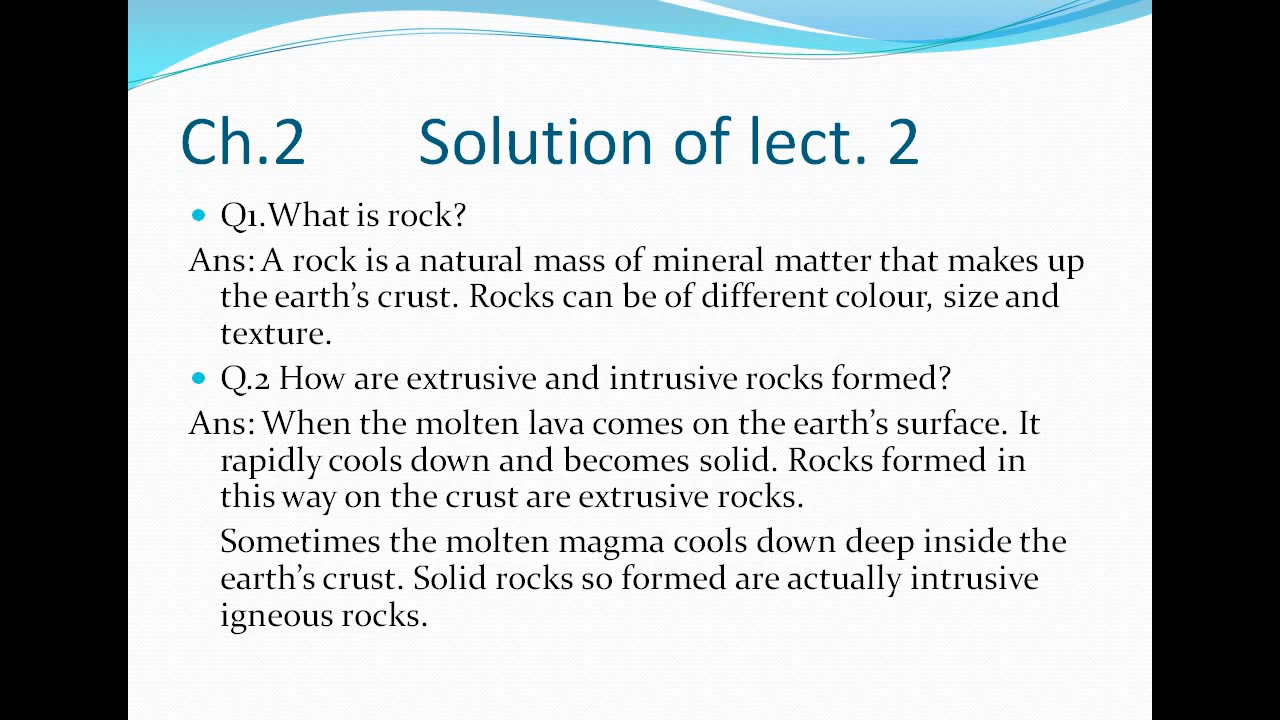 Ch.2 Solution of lect. 2
• Q1.What is rock?
Ans: A rock is a natural mass of mineral matter that makes up
the earth’s crust. Rocks can be of different colour, size and
texture.
• Q.2 How are extrusive and intrusive rocks formed?
Ans: When the molten lava comes on the earth’s surface. It
rapidly cools down and becomes solid. Rocks formed in
this way on the crust are extrusive rocks.
Sometimes the molten magma cools down deep inside the
earth’s crust. Solid rocks so formed are actually intrusive
igneous rocks.